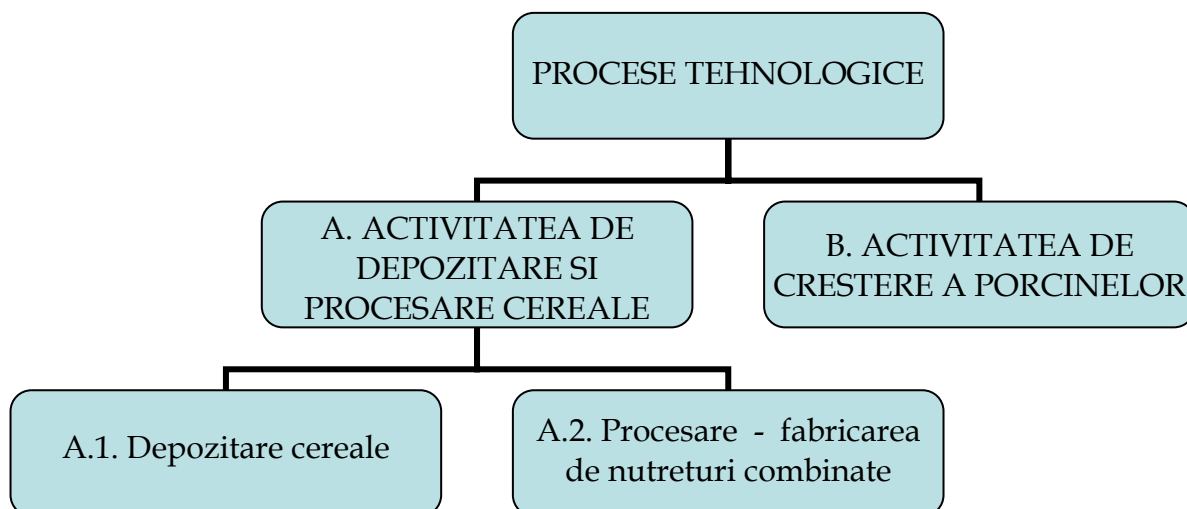 PROCESE TEHNOLOGICE
A. ACTIVITATEA DE
DEPOZITARE SI
PROCESARE CEREALE
B. ACTIVITATEA DE
CRESTERE A PORCINELOR
A.1. Depozitare cereale
A.2. Procesare - fabricarea
de nutreturi combinate